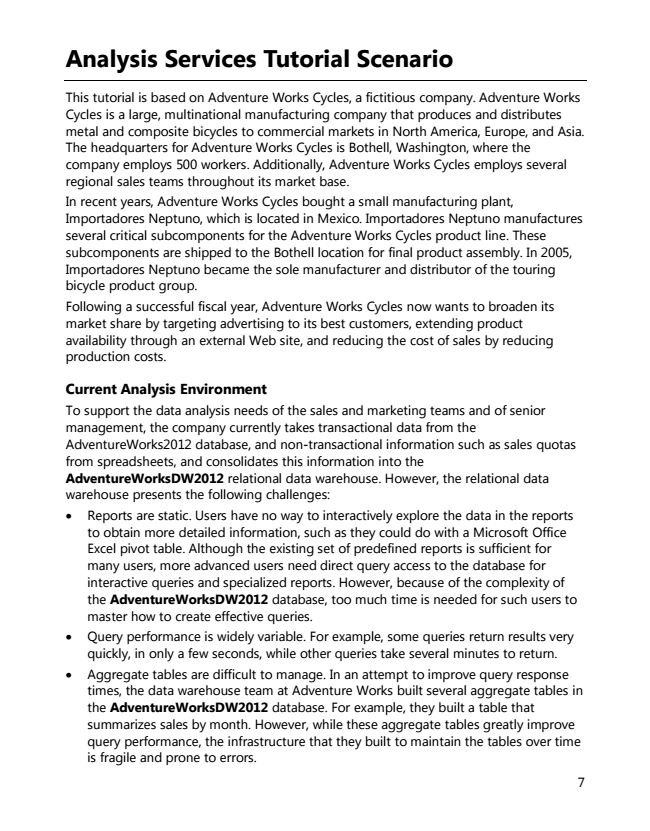 Analysis Services Tutorial Scenario
This tutorial is based on Adventure Works Cycles, a fictitious company. Adventure Works
Cycles is a large, multinational manufacturing company that produces and distributes
metal and composite bicycles to commercial markets in North America, Europe, and Asia.
The headquarters for Adventure Works Cycles is Bothell, Washington, where the
company employs 500 workers. Additionally, Adventure Works Cycles employs several
regional sales teams throughout its market base.
In recent years, Adventure Works Cycles bought a small manufacturing plant,
Importadores Neptuno, which is located in Mexico. Importadores Neptuno manufactures
several critical subcomponents for the Adventure Works Cycles product line. These
subcomponents are shipped to the Bothell location for final product assembly. In 2005,
Importadores Neptuno became the sole manufacturer and distributor of the touring
bicycle product group.
Following a successful fiscal year, Adventure Works Cycles now wants to broaden its
market share by targeting advertising to its best customers, extending product
availability through an external Web site, and reducing the cost of sales by reducing
production costs.
Current Analysis Environment
To support the data analysis needs of the sales and marketing teams and of senior
management, the company currently takes transactional data from the
AdventureWorks2012 database, and non-transactional information such as sales quotas
from spreadsheets, and consolidates this information into the
AdventureWorksDW2012 relational data warehouse. However, the relational data
warehouse presents the following challenges:
• Reports are static. Users have no way to interactively explore the data in the reports
to obtain more detailed information, such as they could do with a Microsoft Office
Excel pivot table. Although the existing set of predefined reports is sufficient for
many users, more advanced users need direct query access to the database for
interactive queries and specialized reports. However, because of the complexity of
the AdventureWorksDW2012 database, too much time is needed for such users to
master how to create effective queries.
• Query performance is widely variable. For example, some queries return results very
quickly, in only a few seconds, while other queries take several minutes to return.
• Aggregate tables are difficult to manage. In an attempt to improve query response
times, the data warehouse team at Adventure Works built several aggregate tables in
the AdventureWorksDW2012 database. For example, they built a table that
summarizes sales by month. However, while these aggregate tables greatly improve
query performance, the infrastructure that they built to maintain the tables over time
is fragile and prone to errors.
7